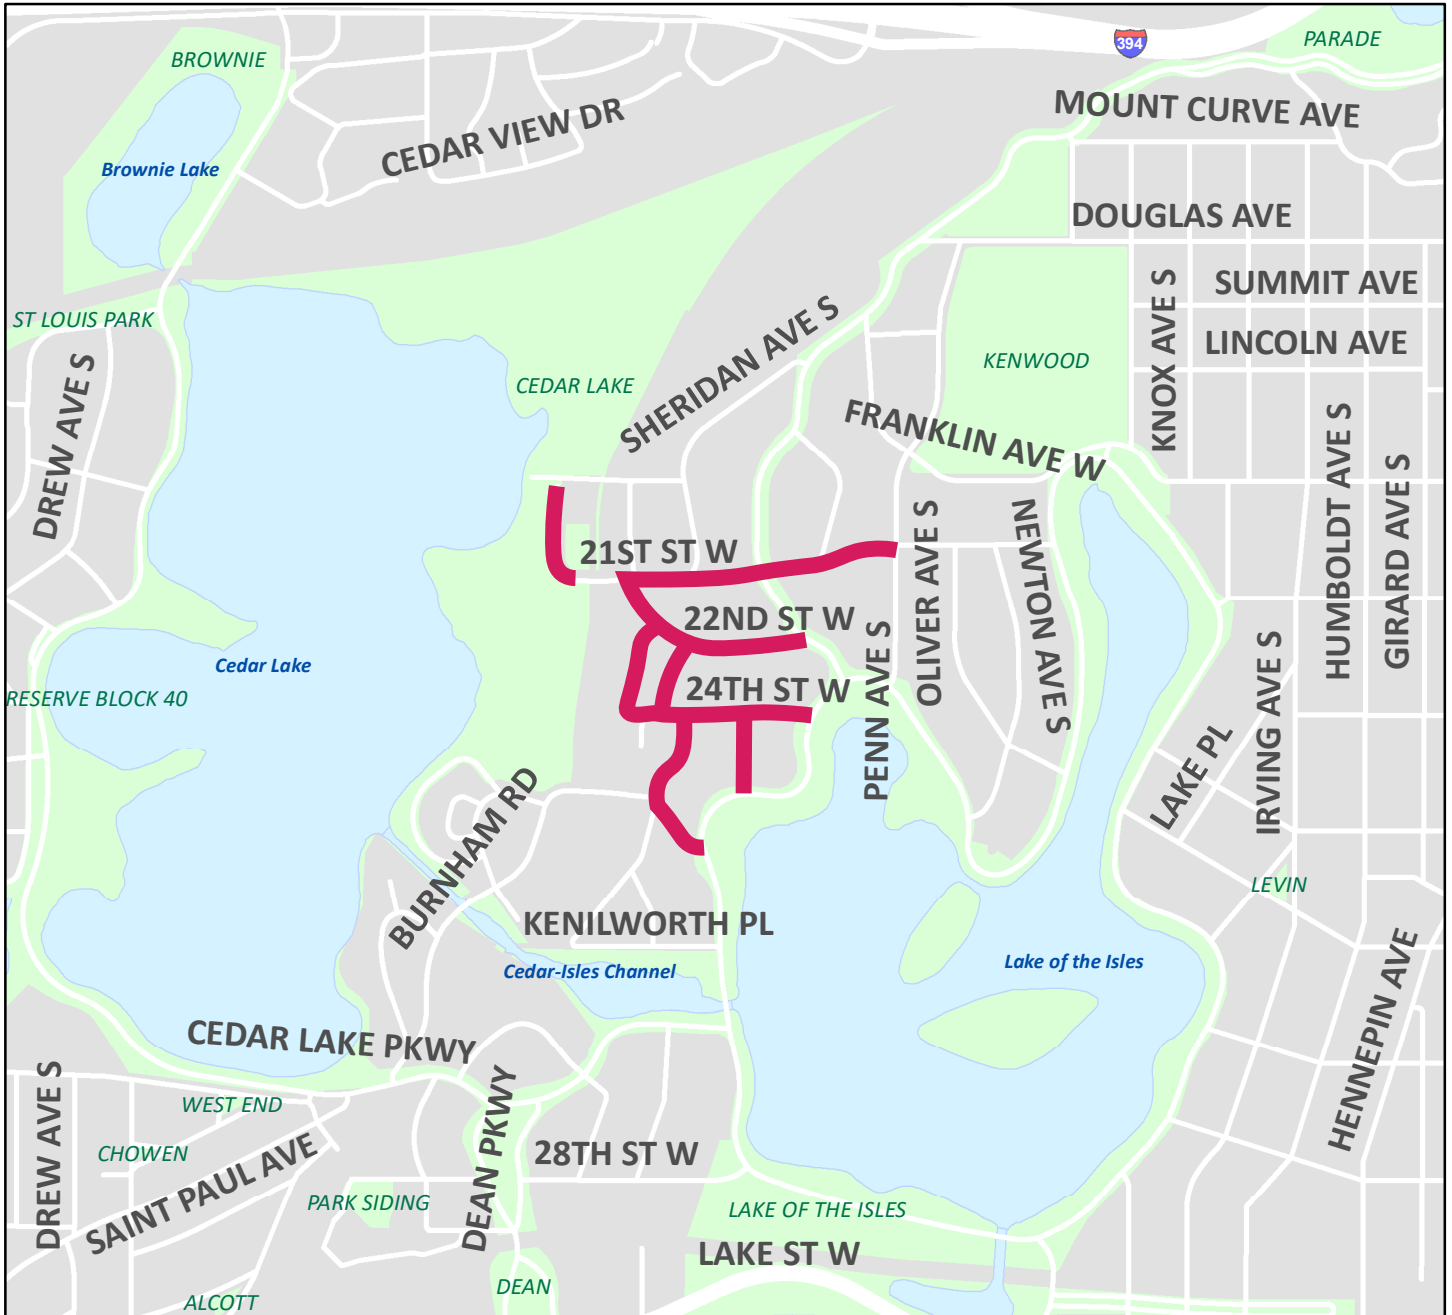 394
PARADE
BROWNIE
MOUNT CURVE AVE
CEDAR VIEW DR
Brownie Lake
DOUGLAS AVE
SUMMIT AVE
ST LOUIS PARK
KNOX AVE S
LINCOLN AVE
SHERIDAN AVE S
KENWOOD
CEDAR LAKE
DREW AVE S
FRANKLIN AVE W
HUMBOLDT AVE S
GIRARD AVE S
21ST ST W
OLIVER AVE S
NEWTON AVE S
22ND ST W
Cedar Lake
PENN AVE S
24TH ST W
RESERVE BLOCK 40
IRVING AVE S
LAKE PL
BURNHAM RD
LEVIN
KENILWORTH PL
Cedar-Isles Channel
Lake of the Isles
HENNEPIN AVE
CEDAR LAKE PKWY
WEST END
DREW AVE S
CHOWEN
SAINT PAUL AVE
DEAN PKWY
28TH ST W
PARK SIDING
LAKE OF THE ISLES
LAKE ST W
DEAN
ALCOTT